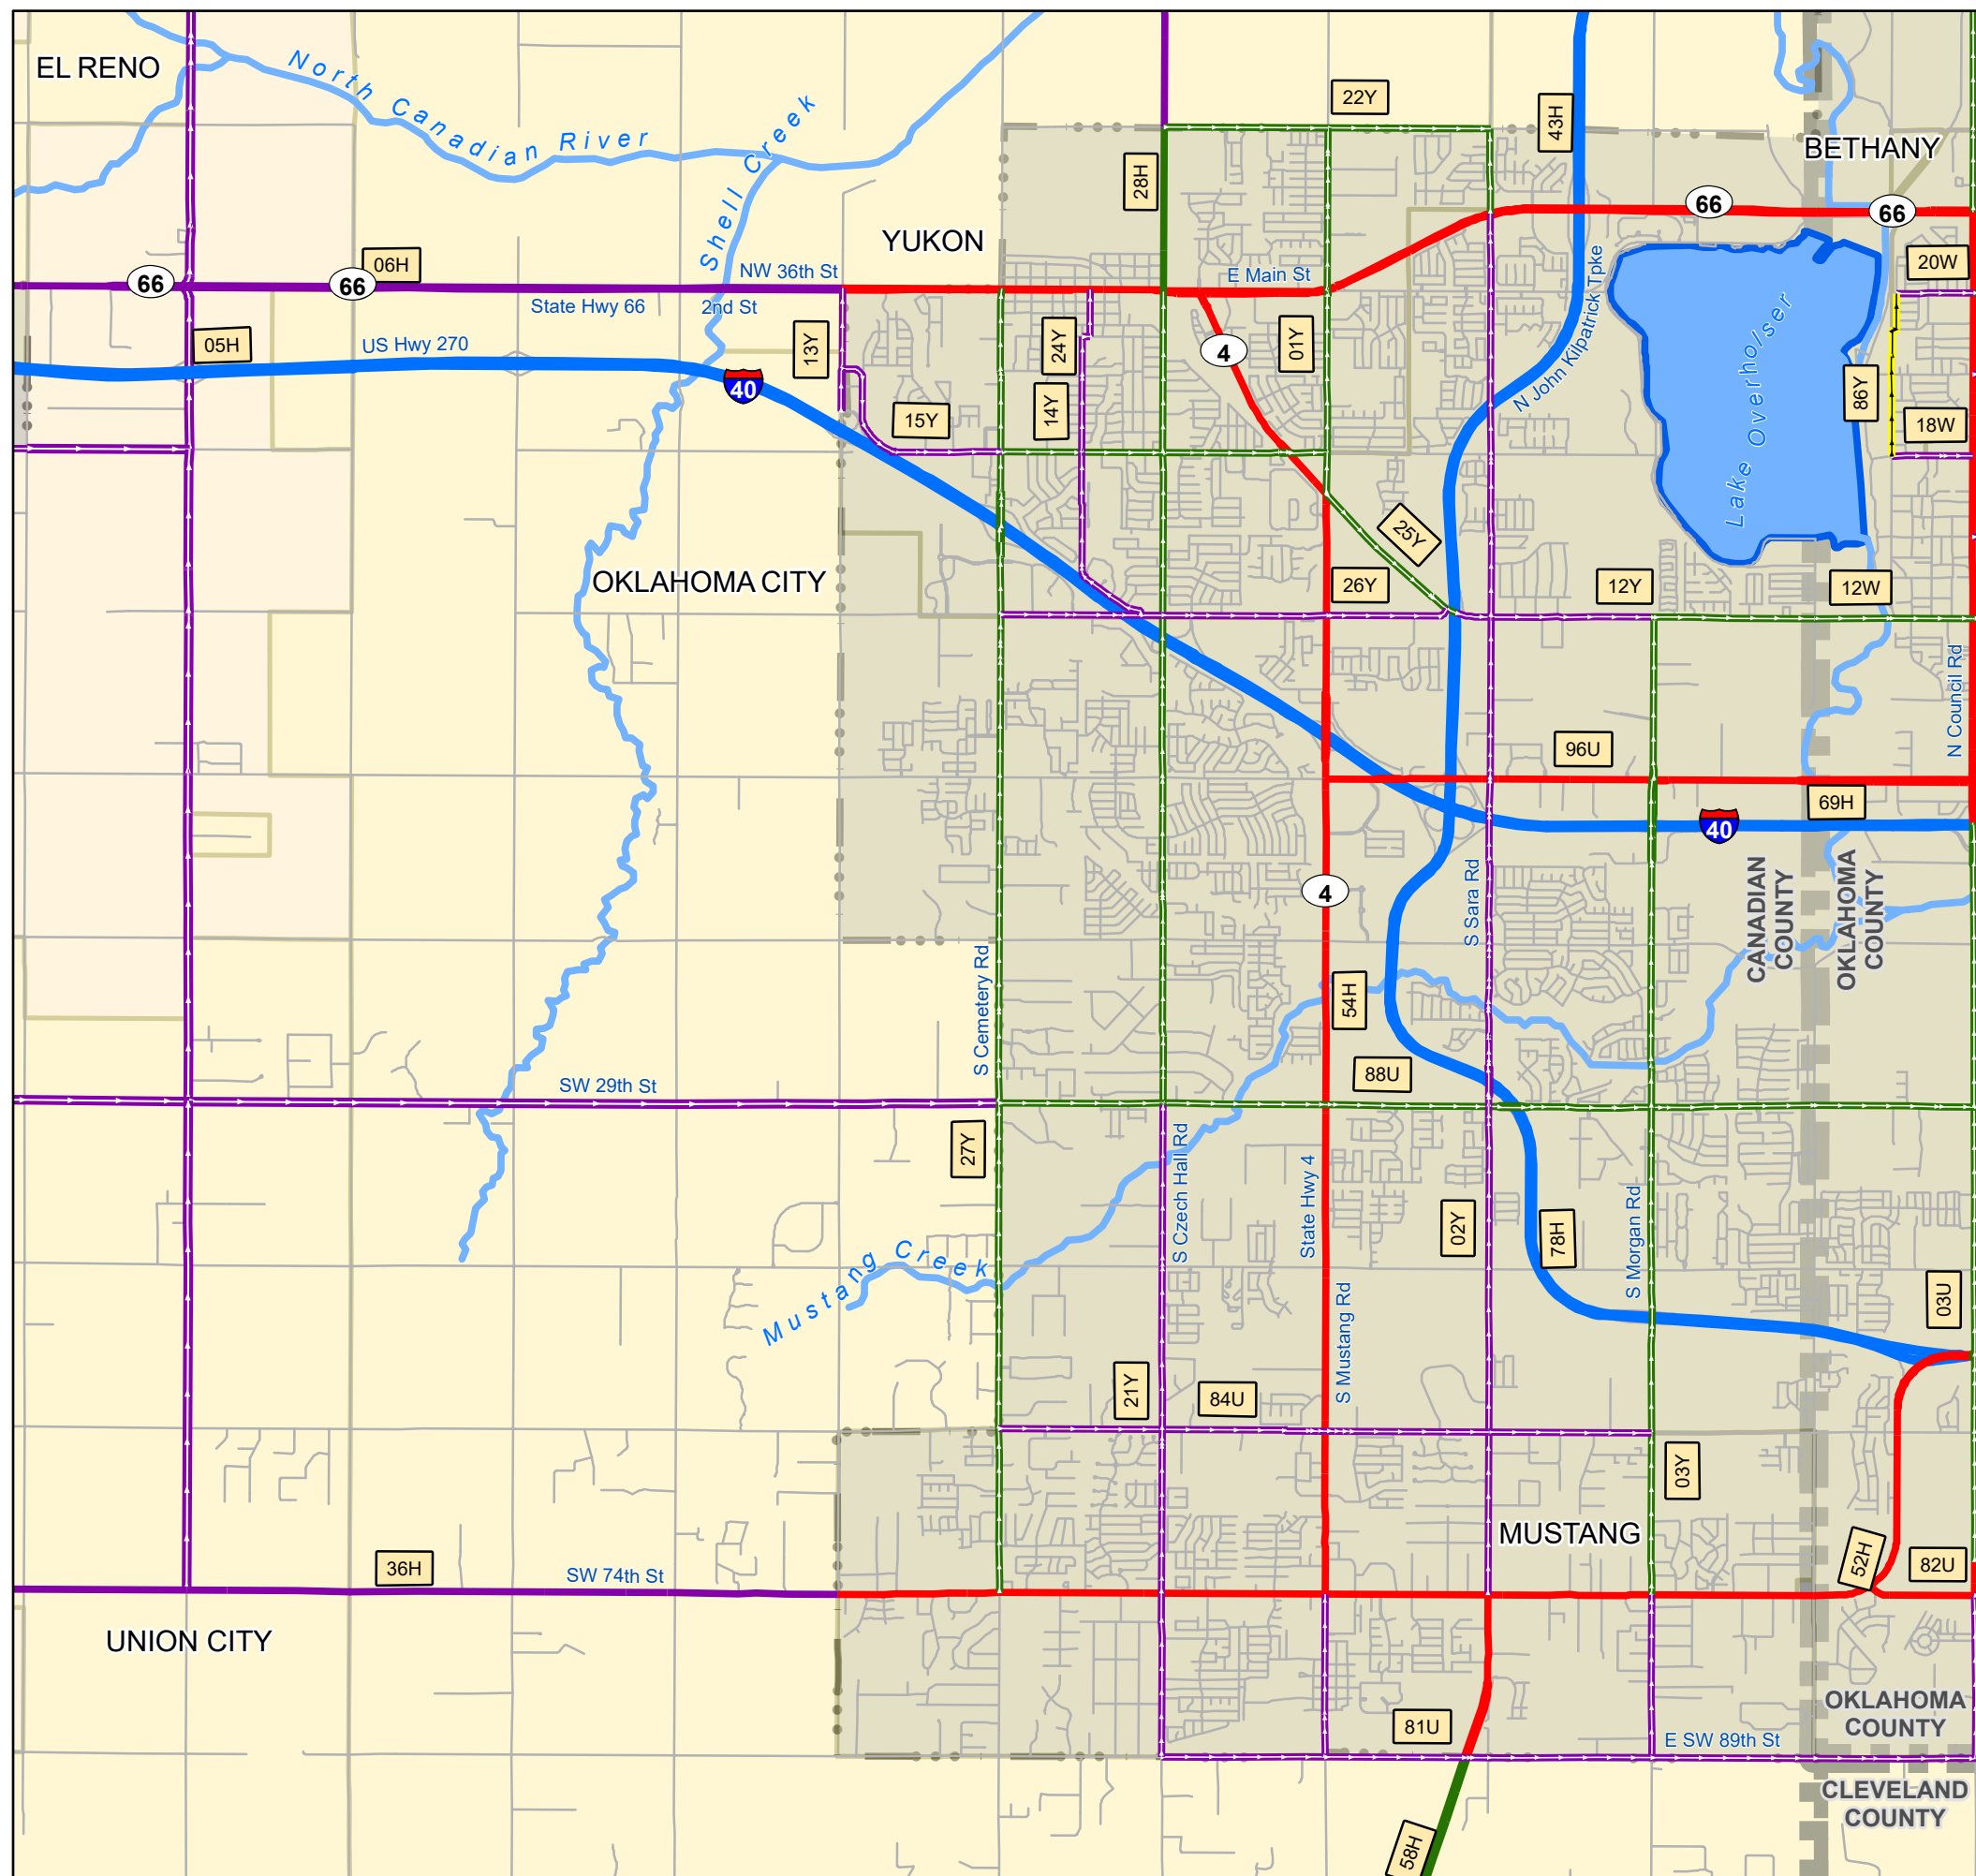 EL RENO
North Canadian River
Shell Creek
22Y
43H
BETHANY
28H
66
66
YUKON
06H
66
66
NW 36th St
E Main St
20W
State Hwy 66
2nd St
05H
US Hwy 270
13Y
24Y
01Y
4
N John Kilpatrick Tpke
Lake Overholser
40
15Y
14Y
86Y
18W
25Y
OKLAHOMA CITY
26Y
12Y
12W
N Council Rd
96U
69H
40
4
S Sara Rd
CANADIAN
COUNTY
OKLAHOMA
COUNTY
S Cemetery Rd
54H
SW 29th St
88U
27Y
S Czech Hall Rd
State Hwy 4
02Y
78H
S Morgan Rd
Mustang Creek
S Mustang Rd
03U
21Y
84U
03Y
MUSTANG
36H
SW 74th St
52H
82U
UNION CITY
81U
OKLAHOMA
COUNTY
E SW 89th St
CLEVELAND
COUNTY
58H